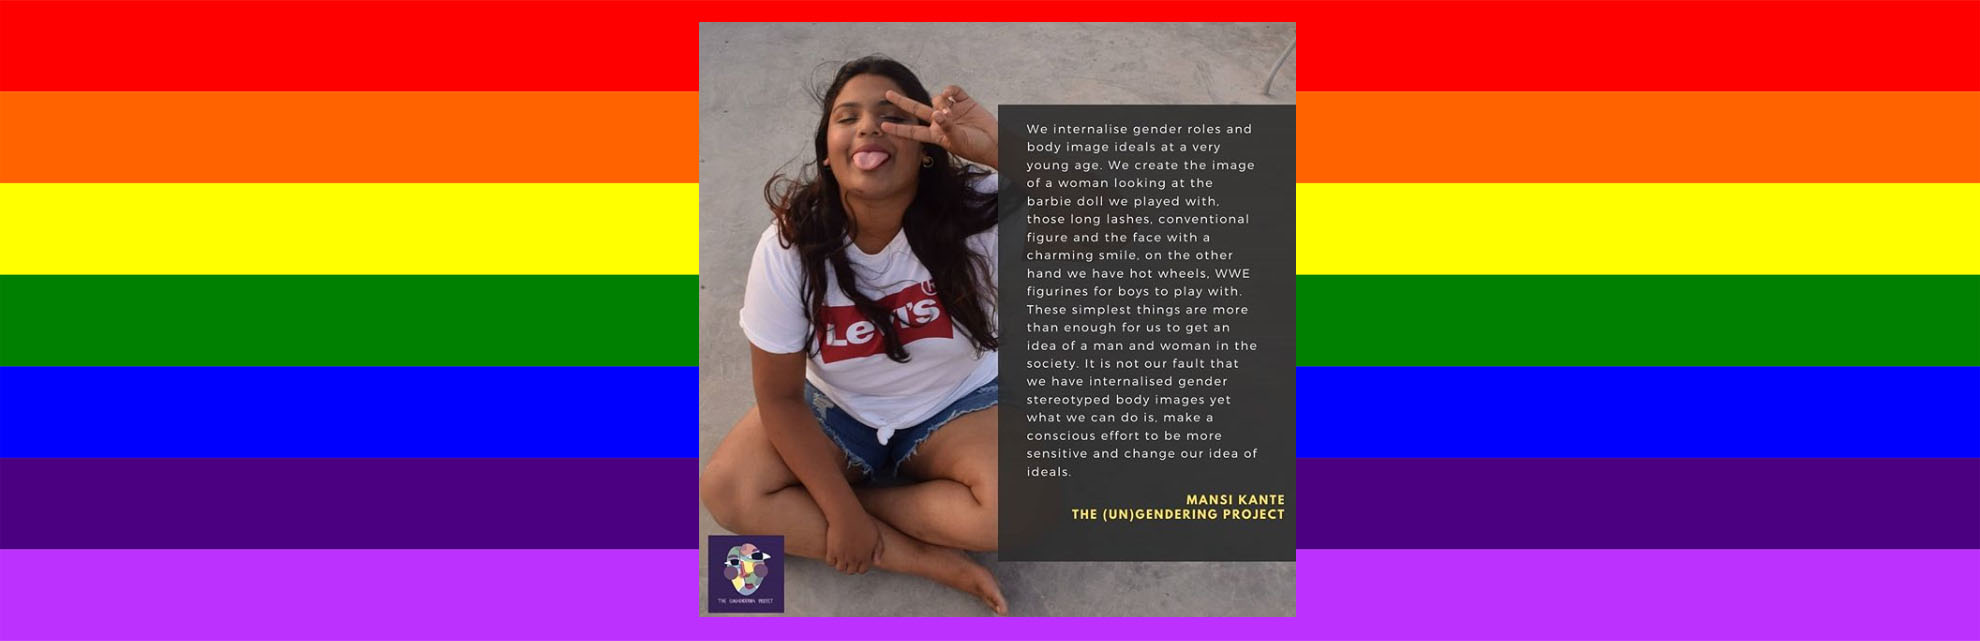 We internalise gender roles and
body image ideals at a very
young age. We create the image
of a woman looking at the
barbie doll we played with,
those long lashes, conventional
figure and the face with a
charming smile, on the other
hand we have hot wheels, WWE
figurines for boys to play with.
These simplest things are more
than enough for us to get an
idea of a man and woman in the
society. It is not our fault that
we have internalised gender
stereotyped body images yet
what we can do is, make a
conscious effort to be more
sensitive and change our idea of
ideals.
MANSI KANTE
THE (UN)GENDERING PROJECT
Levi's
®
THE (UN)GENDERING PROJECT